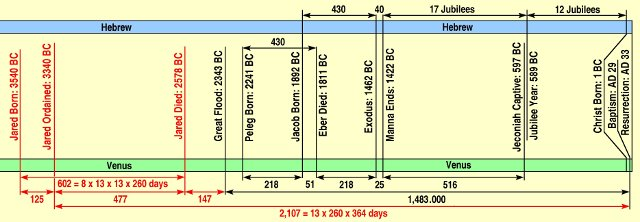 430
40
17 Jubilees
12 Jubilees
Hebrew
Hebrew
430
Jared Born: 3540 BC
Jared Ordained: 3340 BC
Jared Died: 2578 BC
Great Flood: 2343 BC
Peleg Born: 2241 BC
Jacob Born: 1892 BC
Eber Died: 1811 BC
Exodus: 1462 BC
Manna Ends: 1422 BC
Jeconiah Captive: 597 BC
Jubilee Year: 589 BC
Christ Born: 1 BC
Baptism: AD 29
Resurrection: AD 33
Venus
Venus
602 = 8 x 13 x 13 x 260 days
218
51
218
25
516
125
477
147
1,483.000
2,107 = 13 x 260 x 364 days